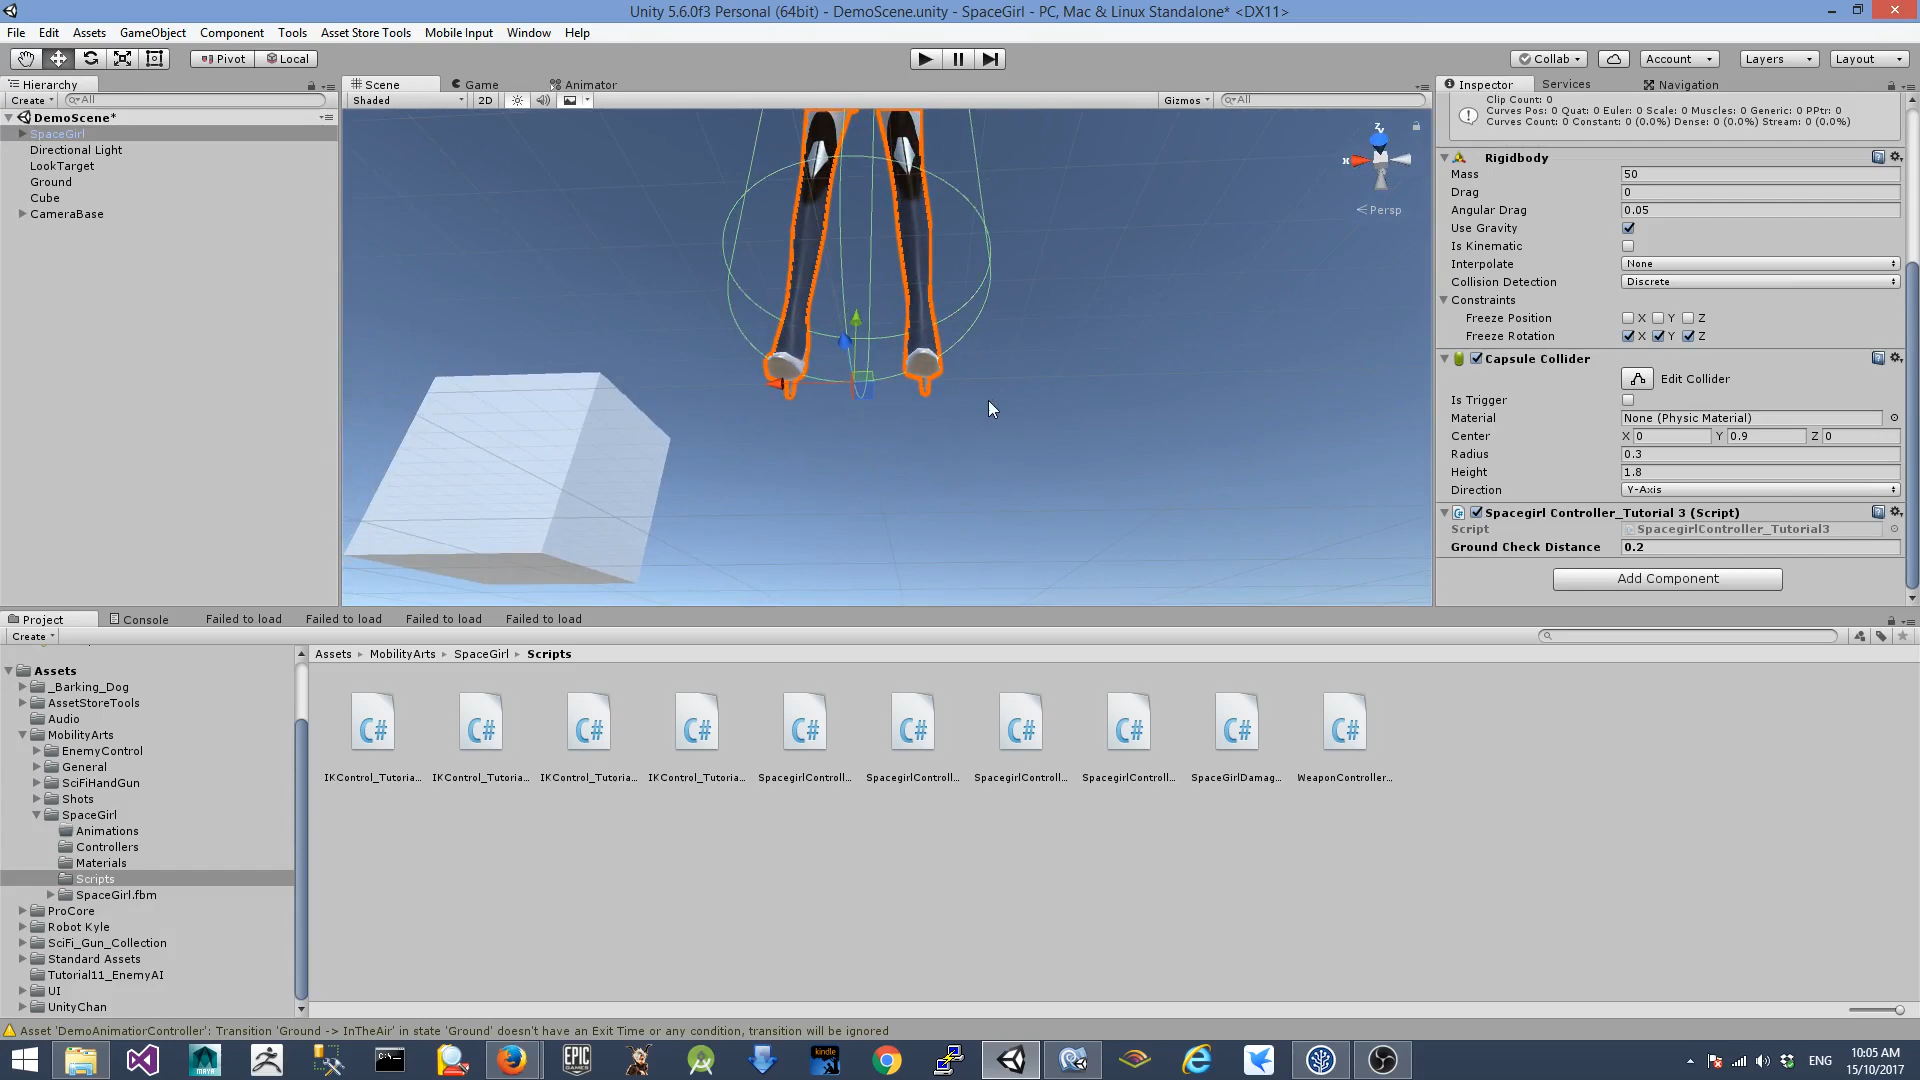 Unity 5.6.0f3 Personal (64bit) - DemoScene.unity - SpaceGirl - PC, Mac & Linux Standalone* <DX11>
File Edit Assets GameObject Component Tools Asset Store Tools Mobile Input Window Help
Pivot Local Collab Account Layers Layout
Hierarchy
Create All
DemoScene*
SpaceGirl
Directional Light
LookTarget
Ground
Cube
CameraBase
Scene Game Animator
Shaded 2D Gizmos All
z
x
Persp
Inspector Services Navigation
Clip Count: 0
Curves Pos: 0 Quat: 0 Euler: 0 Scale: 0 Muscles: 0 Generic: 0 PPtr: 0
Curves Count: 0 Constant: 0 (0.0%) Dense: 0 (0.0%) Stream: 0 (0.0%)
Rigidbody
Mass 50
Drag 0
Angular Drag 0.05
Use Gravity
Is Kinematic
Interpolate None
Collision Detection Discrete
Constraints
Freeze Position X Y Z
Freeze Rotation X Y Z
Capsule Collider
Edit Collider
Is Trigger
Material None (Physic Material)
Center X 0 Y 0.9 Z 0
Radius 0.3
Height 1.8
Direction Y-Axis
Spacegirl Controller_Tutorial 3 (Script)
Script SpacegirlController_Tutorial3
Ground Check Distance 0.2
Add Component
Project Console Failed to load Failed to load Failed to load Failed to load
Create
Assets
_Barking_Dog
AssetStoreTools
Audio
MobilityArts
EnemyControl
General
SciFiHandGun
Shots
SpaceGirl
Animations
Controllers
Materials
Scripts
SpaceGirl.fbm
ProCore
Robot Kyle
SciFi_Gun_Collection
Standard Assets
Tutorial11_EnemyAI
UI
UnityChan
Assets MobilityArts SpaceGirl Scripts
C# C# C# C# C# C# C# C# C# C#
IKControl_Tutoria... IKControl_Tutoria... IKControl_Tutoria... IKControl_Tutoria... SpacegirlControll... SpacegirlControll... SpacegirlControll... SpacegirlControll... SpaceGirlDamag... WeaponController...
Asset 'DemoAnimatiorController': Transition 'Ground -> InTheAir' in state 'Ground' doesn't have an Exit Time or any condition, transition will be ignored
MAYA
EPIC GAMES
kindle
ENG
10:05 AM
15/10/2017